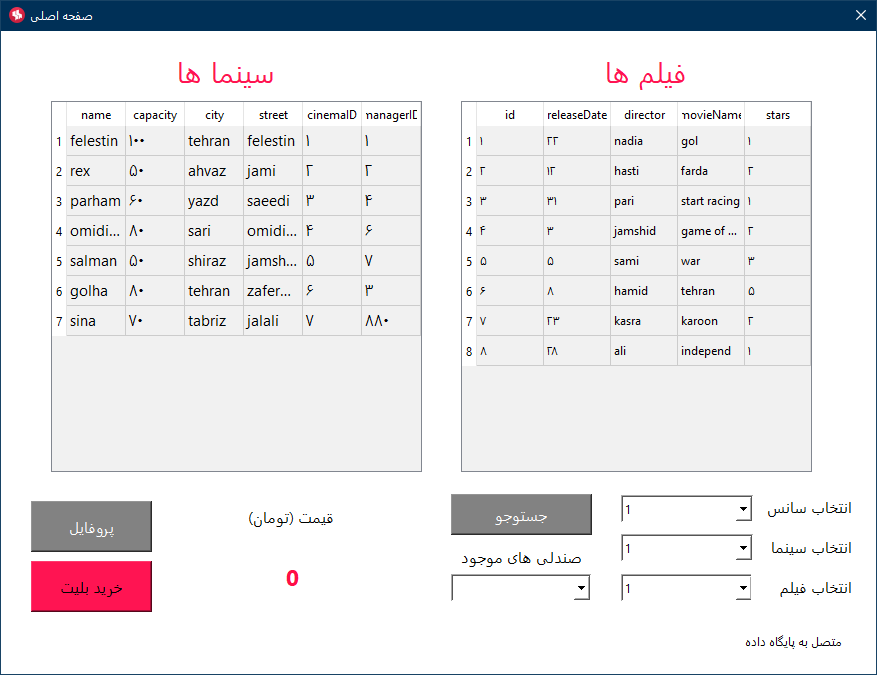 صفحه اصلی
سینما ها
name capacity city street cinemaID managerID
1 felestin ۱۰۰ tehran felestin ۱ ۱
2 rex ۵۰ ahvaz jami ۲ ۲
3 parham ۶۰ yazd saeedi ۳ ۴
4 omidi... ۸۰ sari omidi... ۴ ۶
5 salman ۵۰ shiraz jamsh... ۵ ۷
6 golha ۸۰ tehran zafer... ۶ ۳
7 sina ۷۰ tabriz jalali ۷ ۸۸۰
فیلم ها
id releaseDate director movieName stars
1 ۱ ۲۲ nadia gol ۱
2 ۲ ۱۲ hasti farda ۲
3 ۳ ۳۱ pari start racing ۱
4 ۴ ۳ jamshid game of ... ۲
5 ۵ ۵ sami war ۳
6 ۶ ۸ hamid tehran ۵
7 ۷ ۲۳ kasra karoon ۲
8 ۸ ۲۸ ali independ ۱
انتخاب سانس 1
انتخاب سینما 1
انتخاب فیلم 1
جستوجو
صندلی های موجود
قیمت (تومان)
0
پروفایل
خرید بلیت
متصل به پایگاه داده